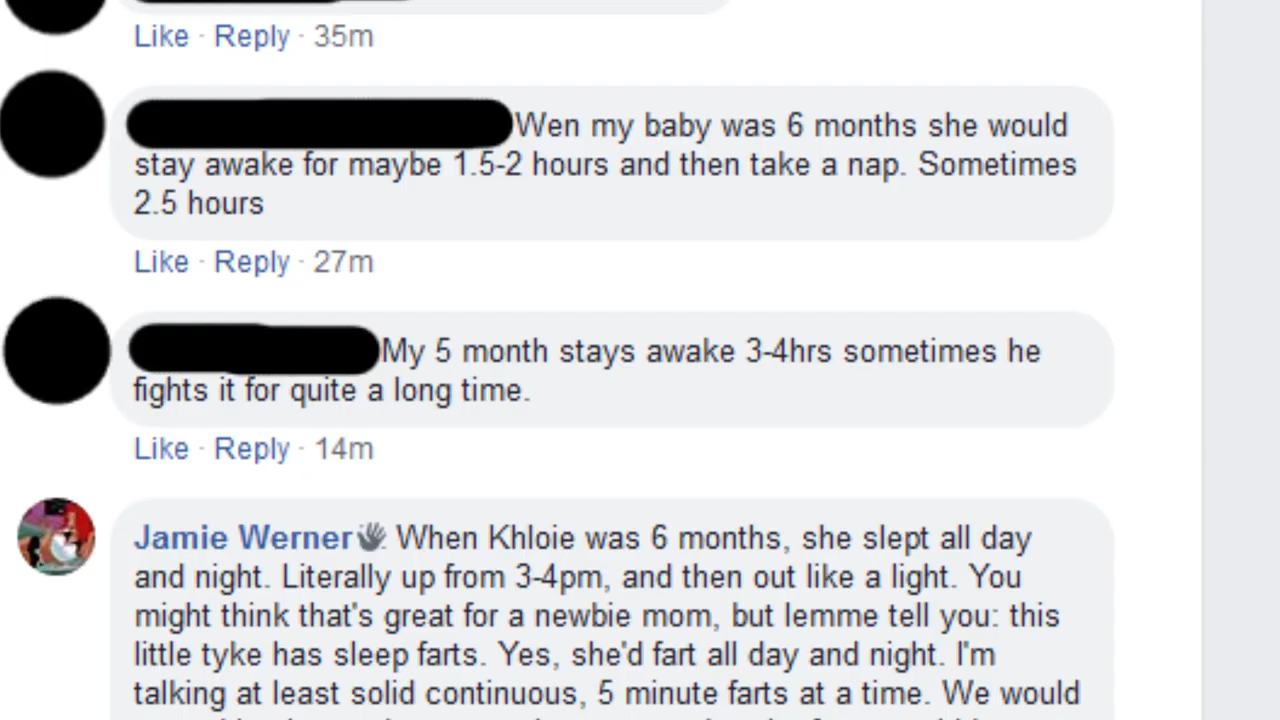 Like · Reply · 35m
Wen my baby was 6 months she would
stay awake for maybe 1.5-2 hours and then take a nap. Sometimes
2.5 hours
Like · Reply · 27m
My 5 month stays awake 3-4hrs sometimes he
fights it for quite a long time.
Like · Reply · 14m
Jamie Werner When Khloie was 6 months, she slept all day
and night. Literally up from 3-4pm, and then out like a light. You
might think that's great for a newbie mom, but lemme tell you: this
little tyke has sleep farts. Yes, she'd fart all day and night. I'm
talking at least solid continuous, 5 minute farts at a time. We would